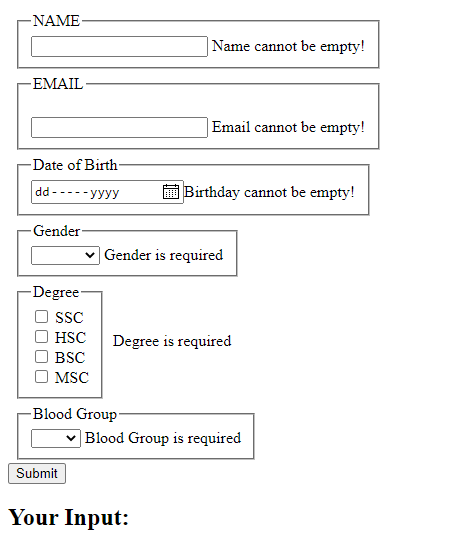 NAME
Name cannot be empty!
EMAIL
Email cannot be empty!
Date of Birth
dd-----yyyy Birthday cannot be empty!
Gender
Gender is required
Degree
SSC
HSC
Degree is required
BSC
MSC
Blood Group
Blood Group is required
Submit
Your Input: